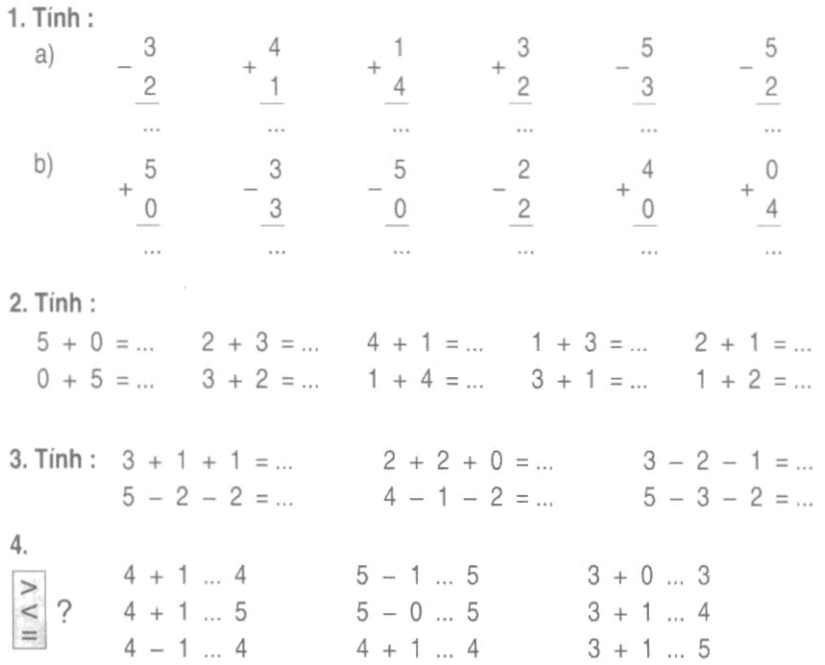 1. Tính :
a) 3 4 1 3 5 5
− + + + − −
2 1 4 2 3 2
... ... ... ... ... ...
b) 5 3 5 2 4 0
+ − − − + +
0 3 0 2 0 4
... ... ... ... ... ...
2. Tính :
5 + 0 = ... 2 + 3 = ... 4 + 1 = ... 1 + 3 = ... 2 + 1 = ...
0 + 5 = ... 3 + 2 = ... 1 + 4 = ... 3 + 1 = ... 1 + 2 = ...
3. Tính : 3 + 1 + 1 = ... 2 + 2 + 0 = ... 3 − 2 − 1 = ...
5 − 2 − 2 = ... 4 − 1 − 2 = ... 5 − 3 − 2 = ...
4.
> < = ?
4 + 1 ... 4 5 − 1 ... 5 3 + 0 ... 3
4 + 1 ... 5 5 − 0 ... 5 3 + 1 ... 4
4 − 1 ... 4 4 + 1 ... 4 3 + 1 ... 5